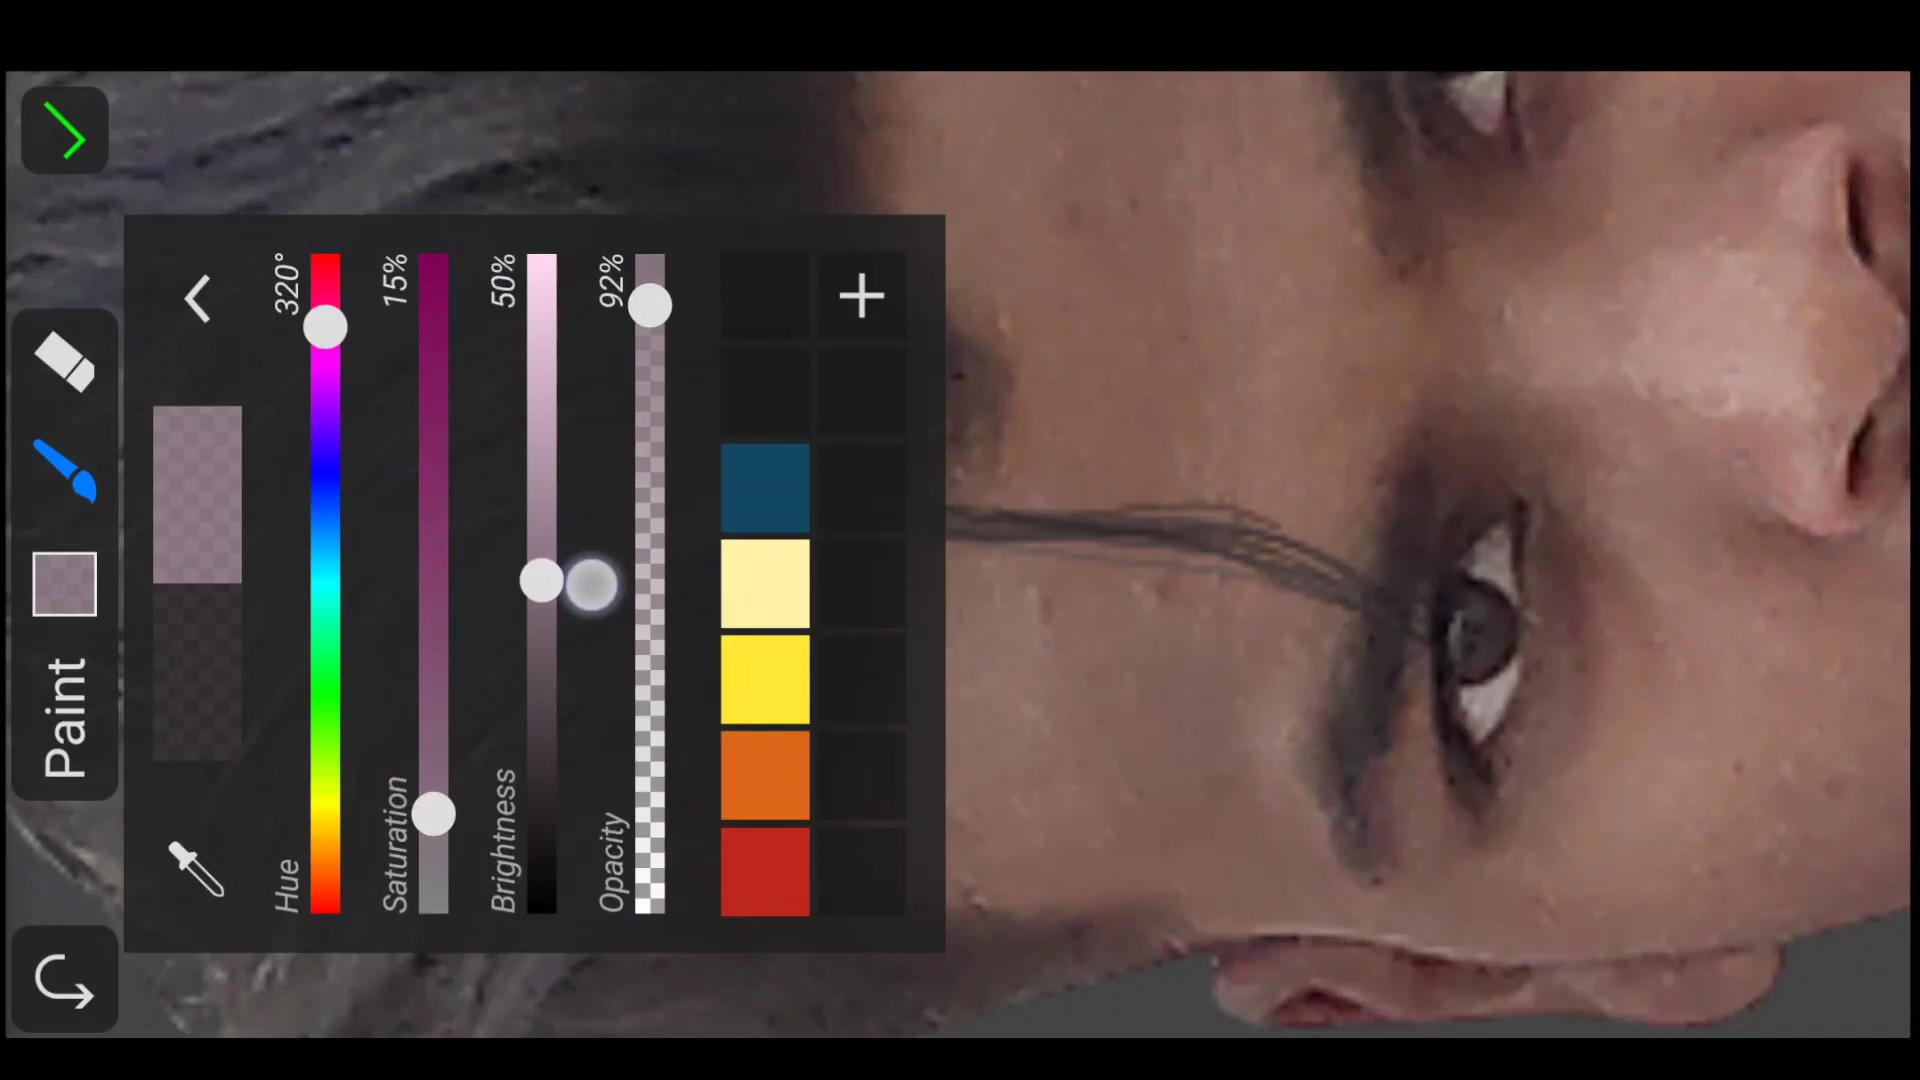 Paint
Hue 320°
Saturation 15%
Brightness 50%
Opacity 92%